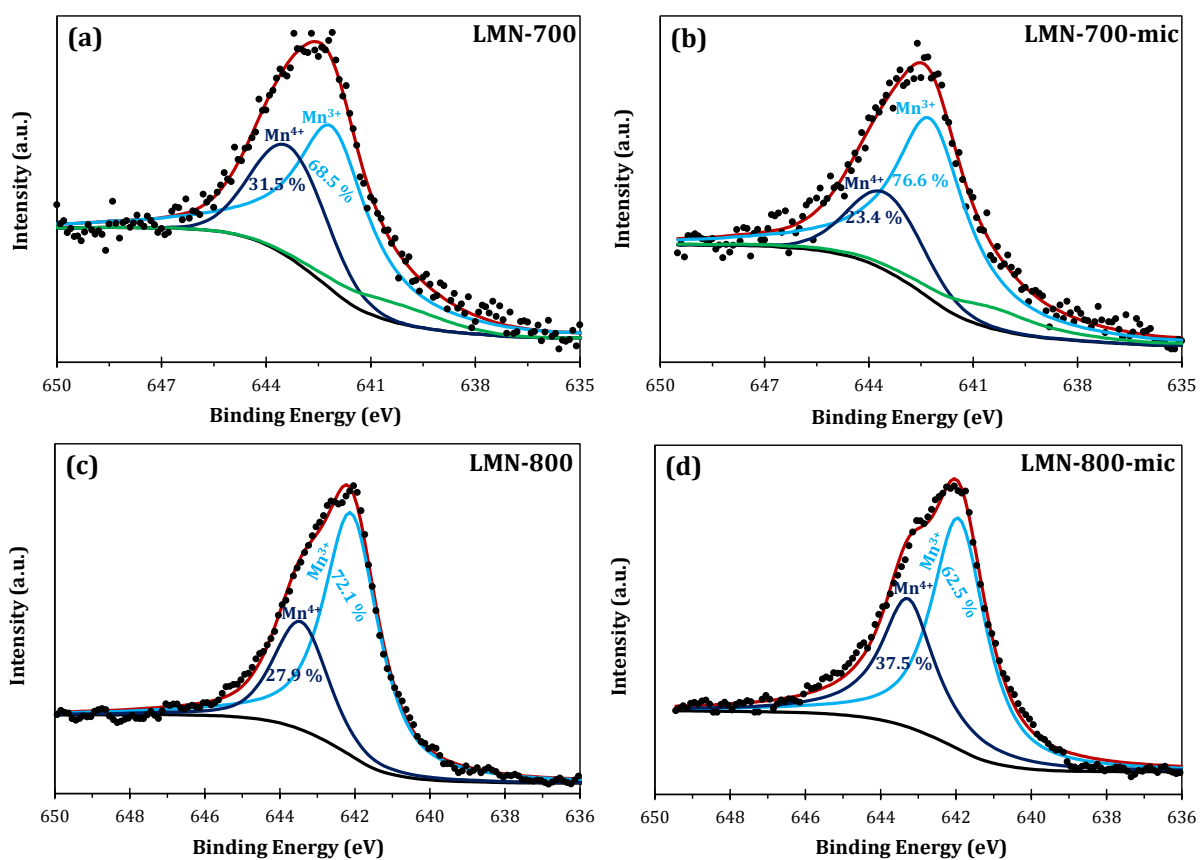 (a)
LMN-700
Mn⁴⁺
Mn³⁺
31.5 %
68.5 %
Intensity (a.u.)
650 647 644 641 638 635
Binding Energy (eV)
(b)
LMN-700-mic
Mn³⁺
Mn⁴⁺
76.6 %
23.4 %
Intensity (a.u.)
650 647 644 641 638 635
Binding Energy (eV)
(c)
LMN-800
Mn³⁺
72.1 %
Mn⁴⁺
27.9 %
Intensity (a.u.)
650 648 646 644 642 640 638 636
Binding Energy (eV)
(d)
LMN-800-mic
Mn³⁺
62.5 %
Mn⁴⁺
37.5 %
Intensity (a.u.)
650 648 646 644 642 640 638 636
Binding Energy (eV)